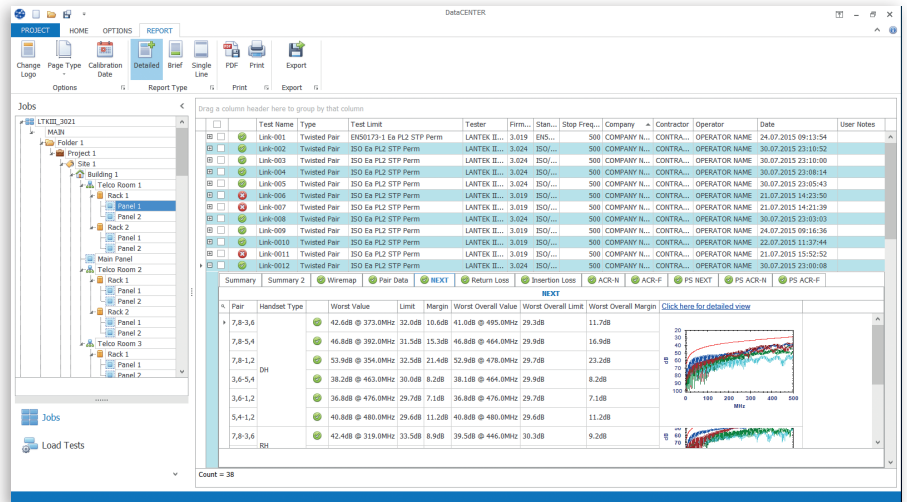 DataCENTER
PROJECT HOME OPTIONS REPORT
Change Logo Page Type Calibration Date Detailed Brief Single Line PDF Print Export
Options Report Type Print Export
Jobs
LTKIII_3021
MAIN
Folder 1
Project 1
Site 1
Building 1
Telco Room 1
Rack 1
Panel 1
Panel 2
Rack 2
Panel 1
Panel 2
Main Panel
Telco Room 2
Rack 1
Panel 1
Panel 2
Rack 2
Panel 1
Panel 2
Telco Room 3
Rack 1
Panel 1
Panel 2
Jobs
Load Tests
Drag a column header here to group by that column
Test Name Type Test Limit Tester Firm... Stan... Stop Freq... Company Contractor Operator Date User Notes
Link-001 Twisted Pair EN50173-1 Ea PL2 STP Perm LANTEK II... 3.019 EN5... 500 COMPANY N... CONTRA... OPERATOR NAME 24.07.2015 09:13:54
Link-002 Twisted Pair ISO Ea PL2 STP Perm LANTEK II... 3.024 ISO/... 500 COMPANY N... CONTRA... OPERATOR NAME 30.07.2015 23:10:52
Link-003 Twisted Pair ISO Ea PL2 STP Perm LANTEK II... 3.024 ISO/... 500 COMPANY N... CONTRA... OPERATOR NAME 30.07.2015 23:10:00
Link-004 Twisted Pair ISO Ea PL2 STP Perm LANTEK II... 3.024 ISO/... 500 COMPANY N... CONTRA... OPERATOR NAME 30.07.2015 23:08:14
Link-005 Twisted Pair ISO Ea PL2 STP Perm LANTEK II... 3.024 ISO/... 500 COMPANY N... CONTRA... OPERATOR NAME 30.07.2015 23:05:43
Link-006 Twisted Pair ISO Ea PL2 STP Perm LANTEK II... 3.019 ISO/... 500 COMPANY N... CONTRA... OPERATOR NAME 21.07.2015 14:23:50
Link-007 Twisted Pair ISO Ea PL2 STP Perm LANTEK II... 3.019 ISO/... 500 COMPANY N... CONTRA... OPERATOR NAME 21.07.2015 14:21:39
Link-008 Twisted Pair ISO Ea PL2 STP Perm LANTEK II... 3.024 ISO/... 500 COMPANY N... CONTRA... OPERATOR NAME 30.07.2015 23:03:03
Link-009 Twisted Pair ISO Ea PL2 STP Perm LANTEK II... 3.019 ISO/... 500 COMPANY N... CONTRA... OPERATOR NAME 24.07.2015 09:16:36
Link-0010 Twisted Pair ISO Ea PL2 STP Perm LANTEK II... 3.019 ISO/... 500 COMPANY N... CONTRA... OPERATOR NAME 22.07.2015 11:37:44
Link-0011 Twisted Pair ISO Ea PL2 STP Perm LANTEK II... 3.019 ISO/... 500 COMPANY N... CONTRA... OPERATOR NAME 21.07.2015 15:52:52
Link-0012 Twisted Pair ISO Ea PL2 STP Perm LANTEK II... 3.024 ISO/... 500 COMPANY N... CONTRA... OPERATOR NAME 30.07.2015 23:00:08
Summary Summary 2 Wiremap Pair Data NEXT Return Loss Insertion Loss ACR-N ACR-F PS NEXT PS ACR-N PS ACR-F
NEXT
Pair Handset Type Worst Value Limit Margin Worst Overall Value Worst Overall Limit Worst Overall Margin Click here for detailed view
7,8-3,6 42.6dB @ 373.0MHz 32.0dB 10.6dB 41.0dB @ 495.0MHz 29.3dB 11.7dB
7,8-5,4 46.8dB @ 392.0MHz 31.5dB 15.3dB 46.8dB @ 464.0MHz 29.9dB 16.9dB
7,8-1,2 53.9dB @ 354.0MHz 32.5dB 21.4dB 52.9dB @ 478.0MHz 29.7dB 23.2dB
DH
3,6-5,4 38.2dB @ 463.0MHz 30.0dB 8.2dB 38.1dB @ 464.0MHz 29.9dB 8.2dB
3,6-1,2 36.8dB @ 476.0MHz 29.7dB 7.1dB 36.8dB @ 476.0MHz 29.7dB 7.1dB
5,4-1,2 40.8dB @ 480.0MHz 29.6dB 11.2dB 40.8dB @ 480.0MHz 29.6dB 11.2dB
7,8-3,6 42.4dB @ 319.0MHz 33.5dB 8.9dB 39.5dB @ 446.0MHz 30.3dB 9.2dB
RH
20
30
40
50
60
70
80
90
100
dB
0 100 200 300 400 500
MHz
20
60
dB
Count = 38